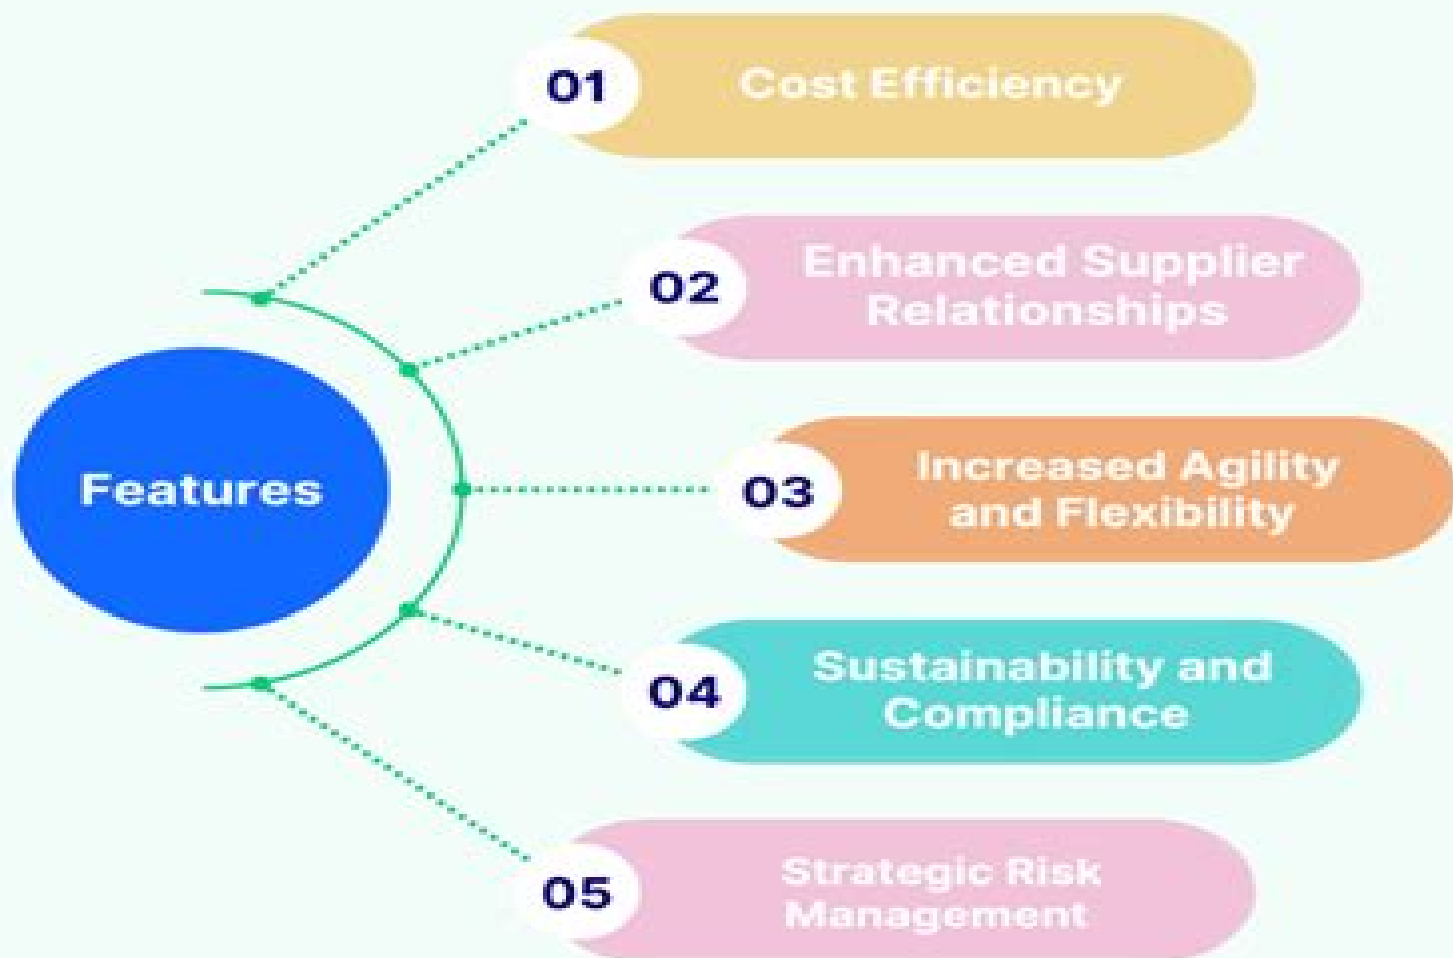 01
Cost Efficiency
02
Enhanced Supplier
Relationships
Features
03
Increased Agility
and Flexibility
04
Sustainability and
Compliance
05
Strategic Risk
Management